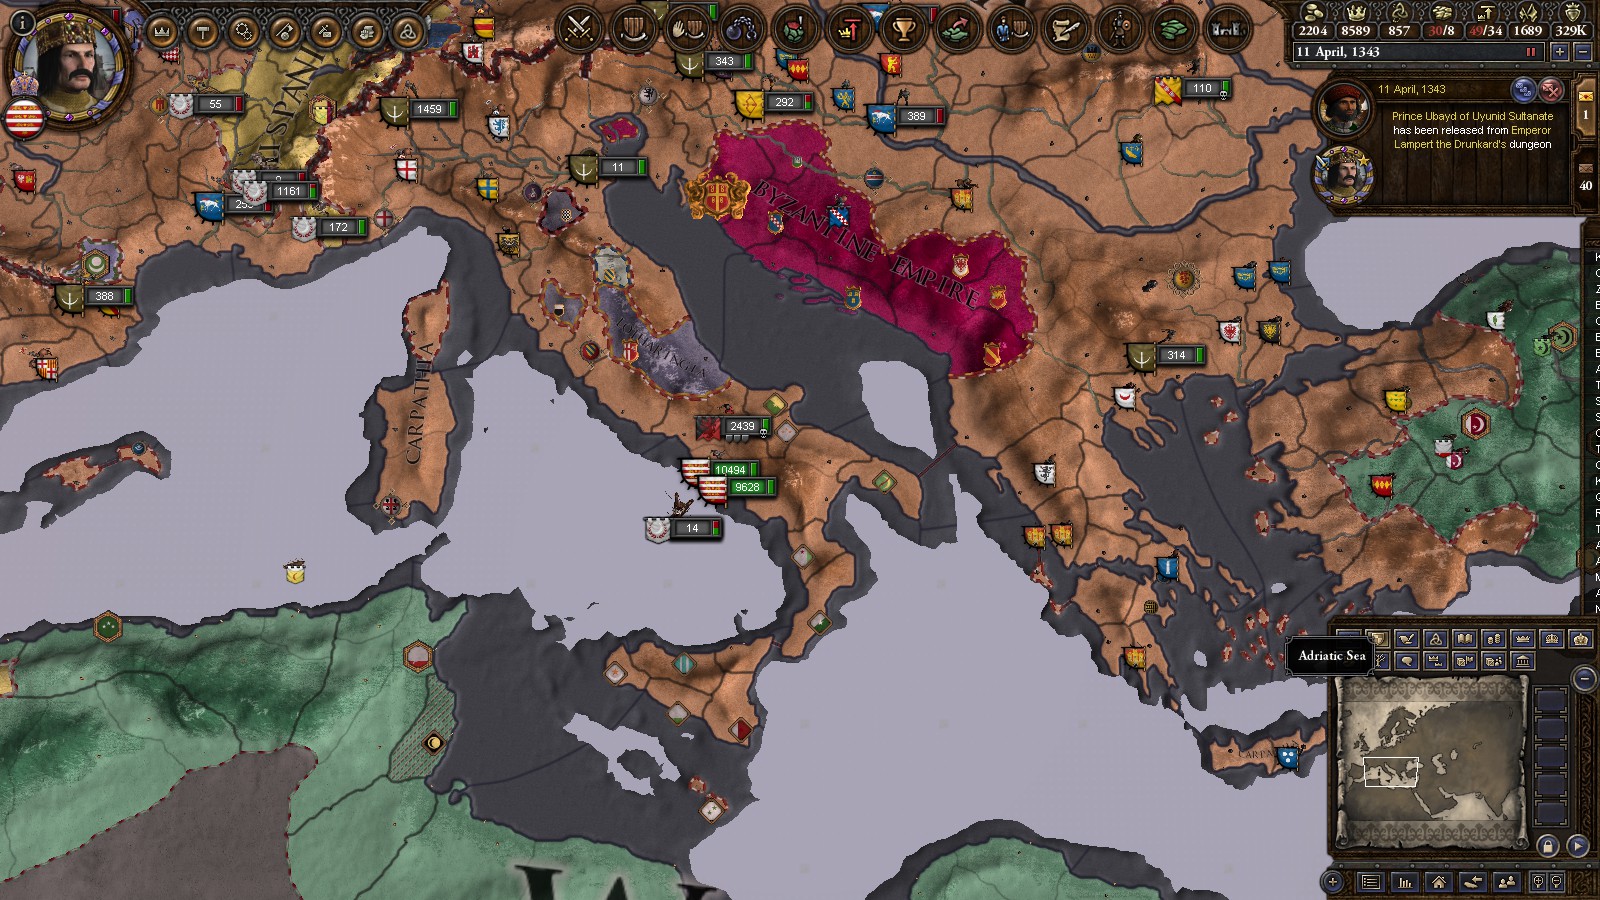 2204 8589 857 30/8 49/34 1689 329K
11 April, 1343
11 April, 1343
Prince Ubayd of Uyunid Sultanate
has been released from Emperor
Lampert the Drunkard's dungeon
1
40
343
292
389
110
55
1459
11
1161
172
388
314
2439
10494
9628
14
BYZANTINE EMPIRE
CARPATHIA
Adriatic Sea